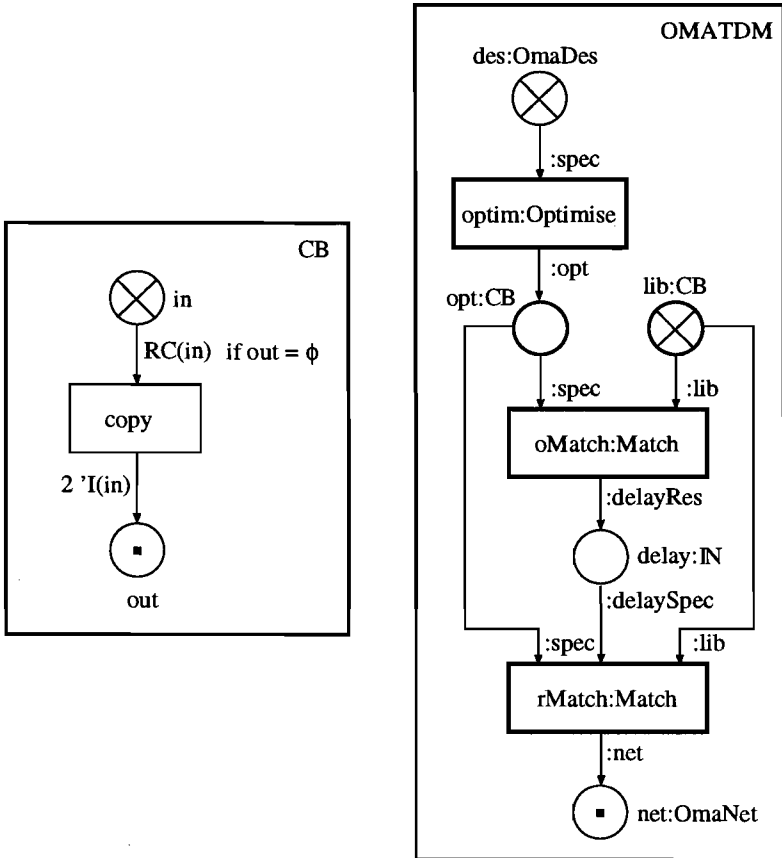 CB
in
RC(in) if out = ϕ
copy
2 'I(in)
out
OMATDM
des:OmaDes
:spec
optim:Optimise
:opt
opt:CB
lib:CB
:spec
:lib
oMatch:Match
:delayRes
delay:IN
:delaySpec
:spec
:lib
rMatch:Match
:net
net:OmaNet